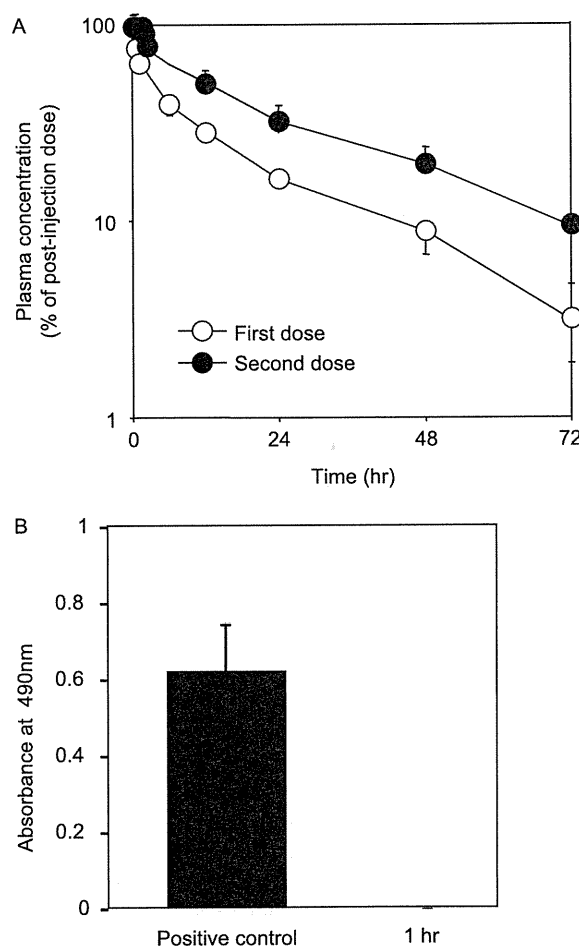 A
100
10
1
Plasma concentration
(% of post-injection dose)
First dose
Second dose
0 24 48 72
Time (hr)
B
1
0.8
0.6
0.4
0.2
0
Absorbance at 490nm
Positive control 1 hr